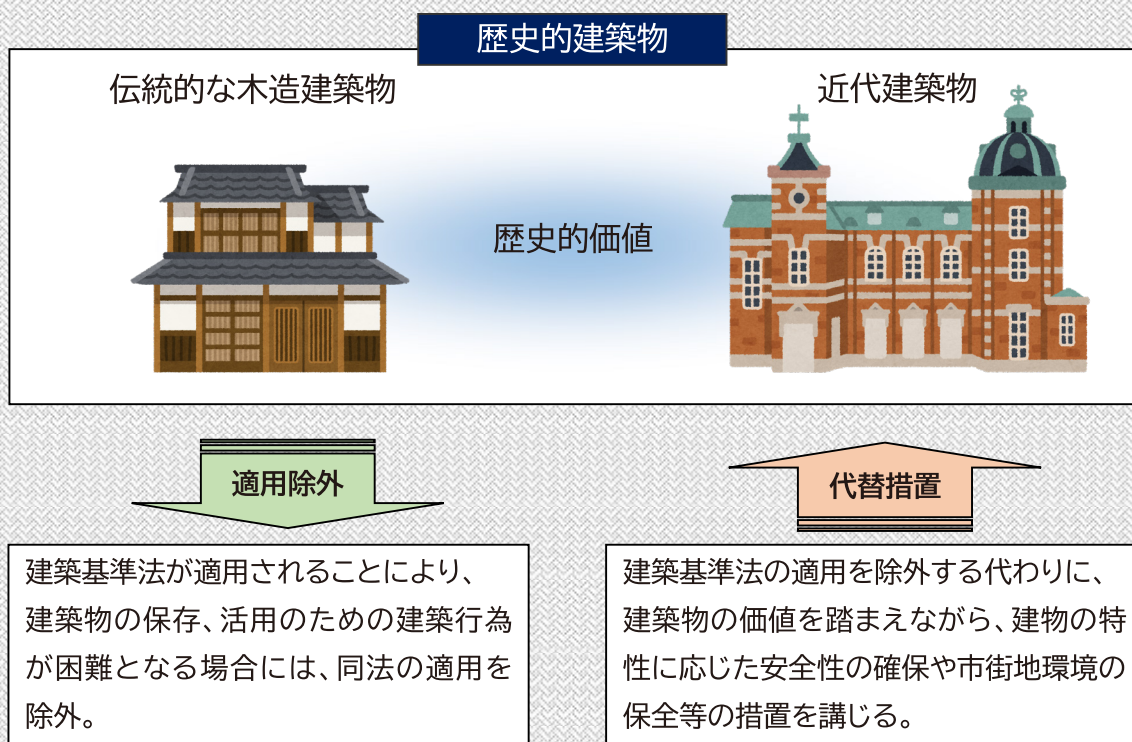 歴史的建築物
伝統的な木造建築物
近代建築物
歴史的価値
適用除外
代替措置
建築基準法が適用されることにより、
建築物の保存、活用のための建築行為
が困難となる場合には、同法の適用を
除外。
建築基準法の適用を除外する代わりに、
建築物の価値を踏まえながら、建物の特
性に応じた安全性の確保や市街地環境の
保全等の措置を講じる。